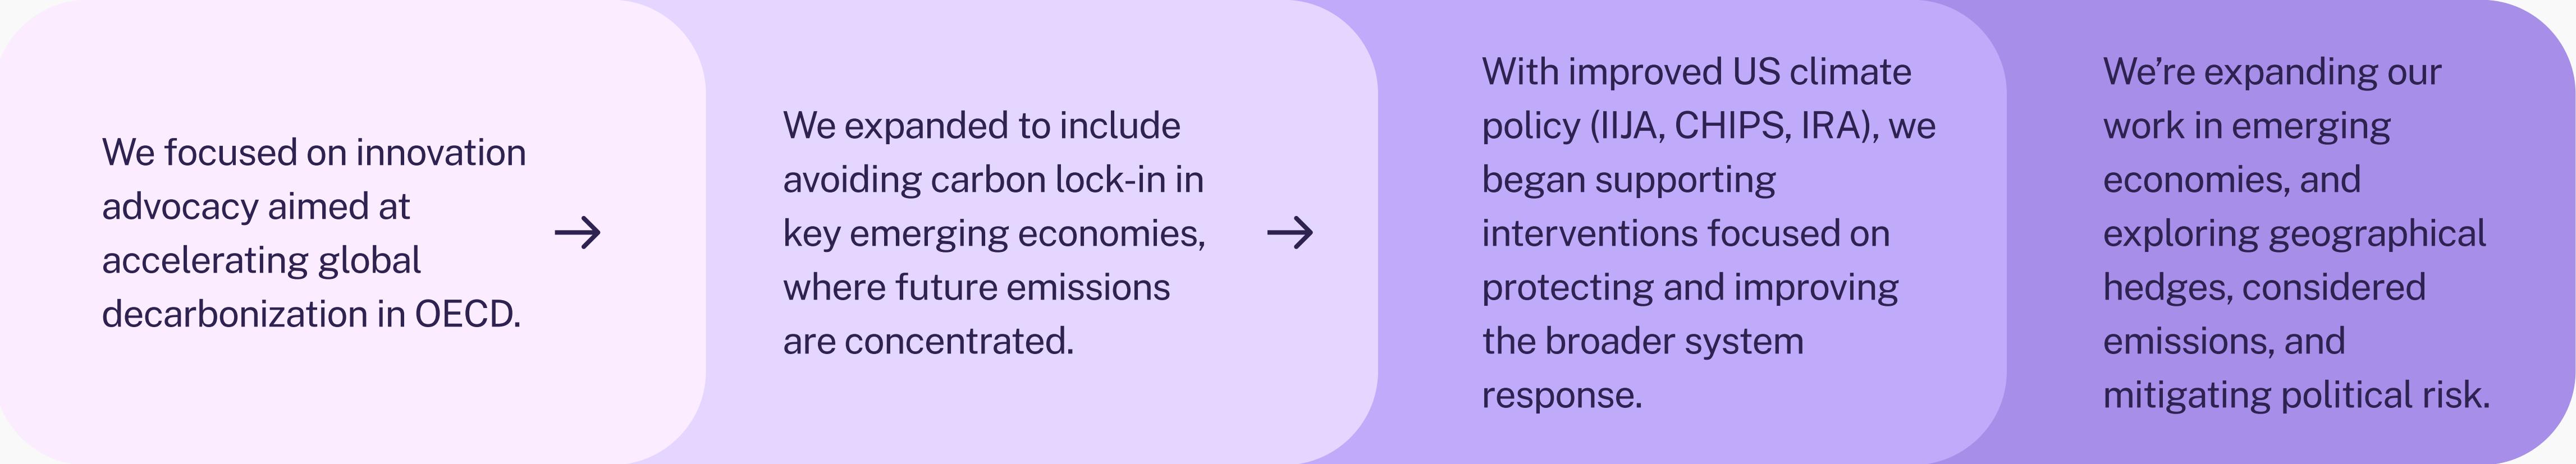 We focused on innovation
advocacy aimed at
accelerating global
decarbonization in OECD.
We expanded to include
avoiding carbon lock-in in
key emerging economies,
where future emissions
are concentrated.
With improved US climate
policy (IIJA, CHIPS, IRA), we
began supporting
interventions focused on
protecting and improving
the broader system
response.
We’re expanding our
work in emerging
economies, and
exploring geographical
hedges, considered
emissions, and
mitigating political risk.